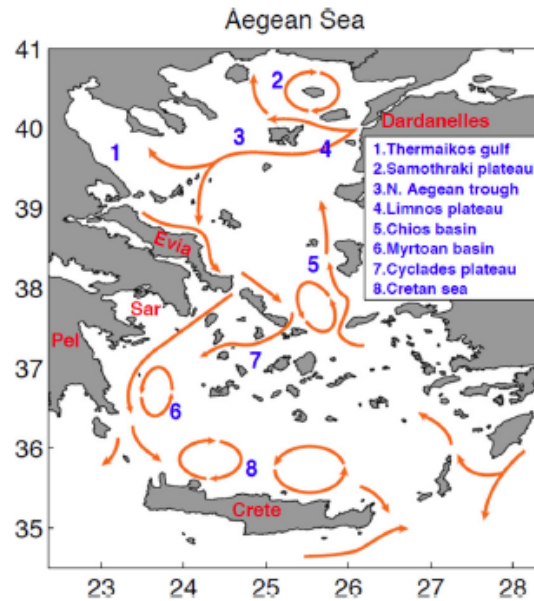 Aegean Sea
41
40
39
38
37
36
35
23
24
25
26
27
28
2
Dardanelles
3
4
1
1.Thermaikos gulf
2.Samothraki plateau
3.N. Aegean trough
4.Limnos plateau
5.Chios basin
6.Myrtoan basin
7.Cyclades plateau
8.Cretan sea
Evia
5
Sar
Pel
7
6
8
Crete